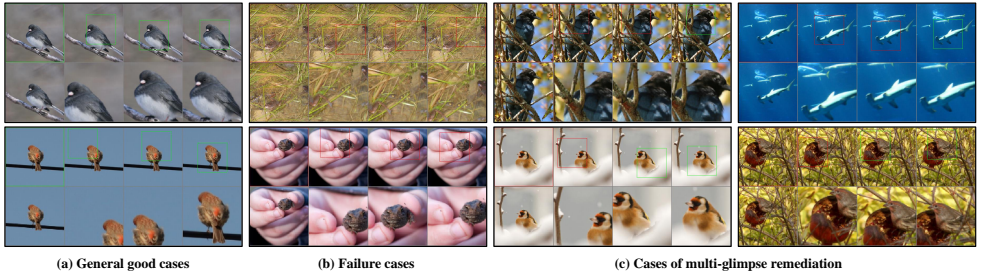 (a) General good cases
(b) Failure cases
(c) Cases of multi-glimpse remediation